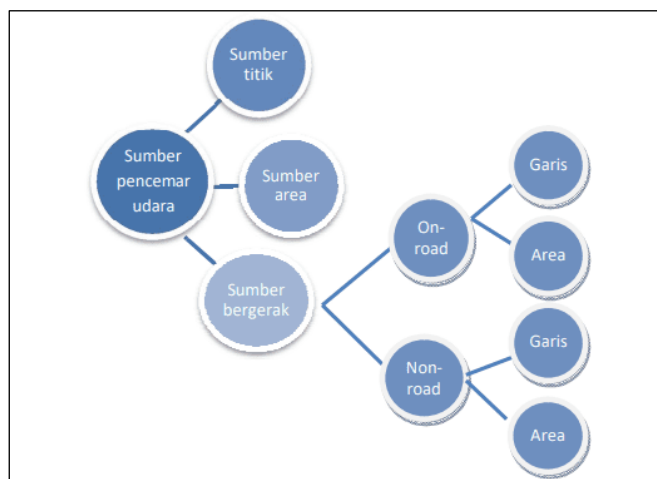 Sumber
titik
Sumber
pencemar
udara
Sumber
area
Sumber
bergerak
On-
road
Garis
Area
Non-
road
Garis
Area